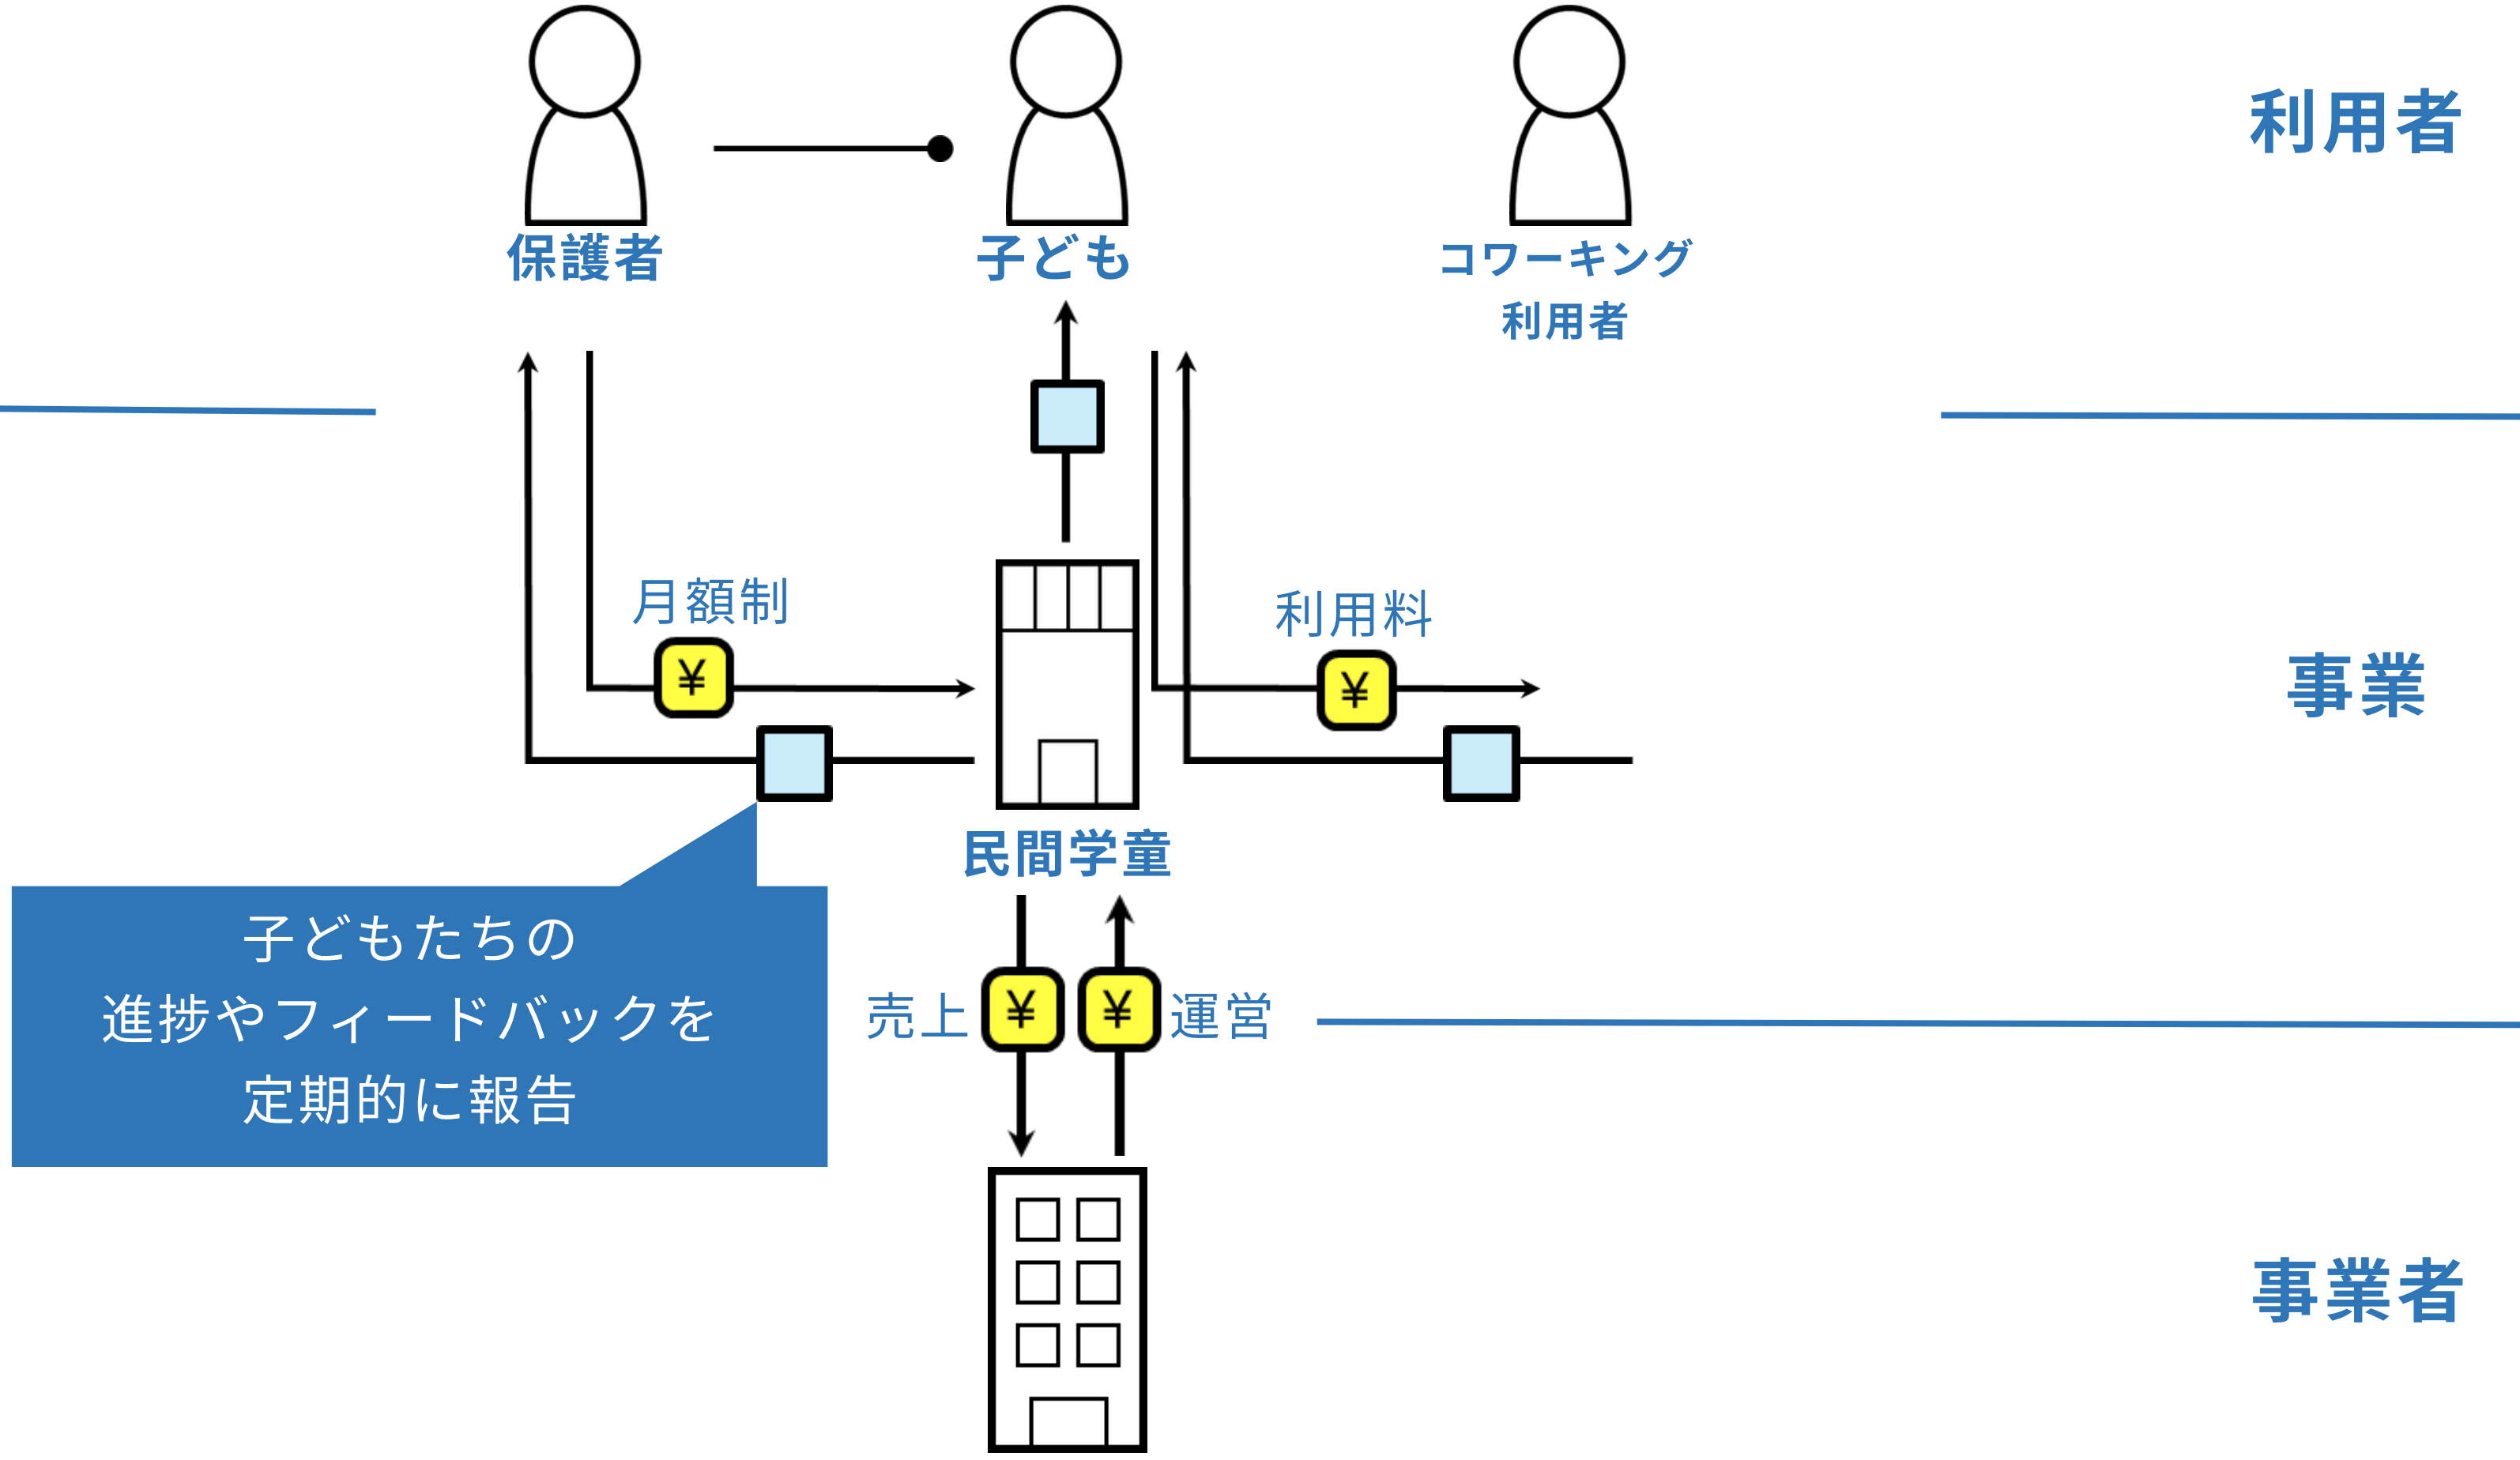 利用者
保護者
子ども
コワーキング
利用者
月額制
¥
利用料
¥
事業
民間学童
子どもたちの
進捗やフィードバックを
定期的に報告
売上
¥
¥
運営
事業者